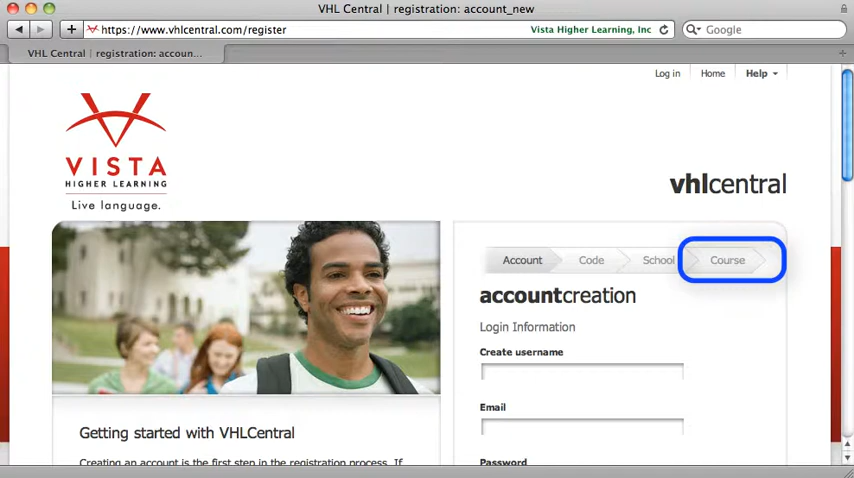 VHL Central | registration: account_new
https://www.vhlcentral.com/register
Vista Higher Learning, Inc
Google
VHL Central | registration: accoun...
Log in
Home
Help
VISTA
HIGHER LEARNING
Live language.
vhlcentral
Account
Code
School
Course
accountcreation
Login Information
Create username
Email
Password
Getting started with VHLCentral
Creating an account is the first step in the registration process. If